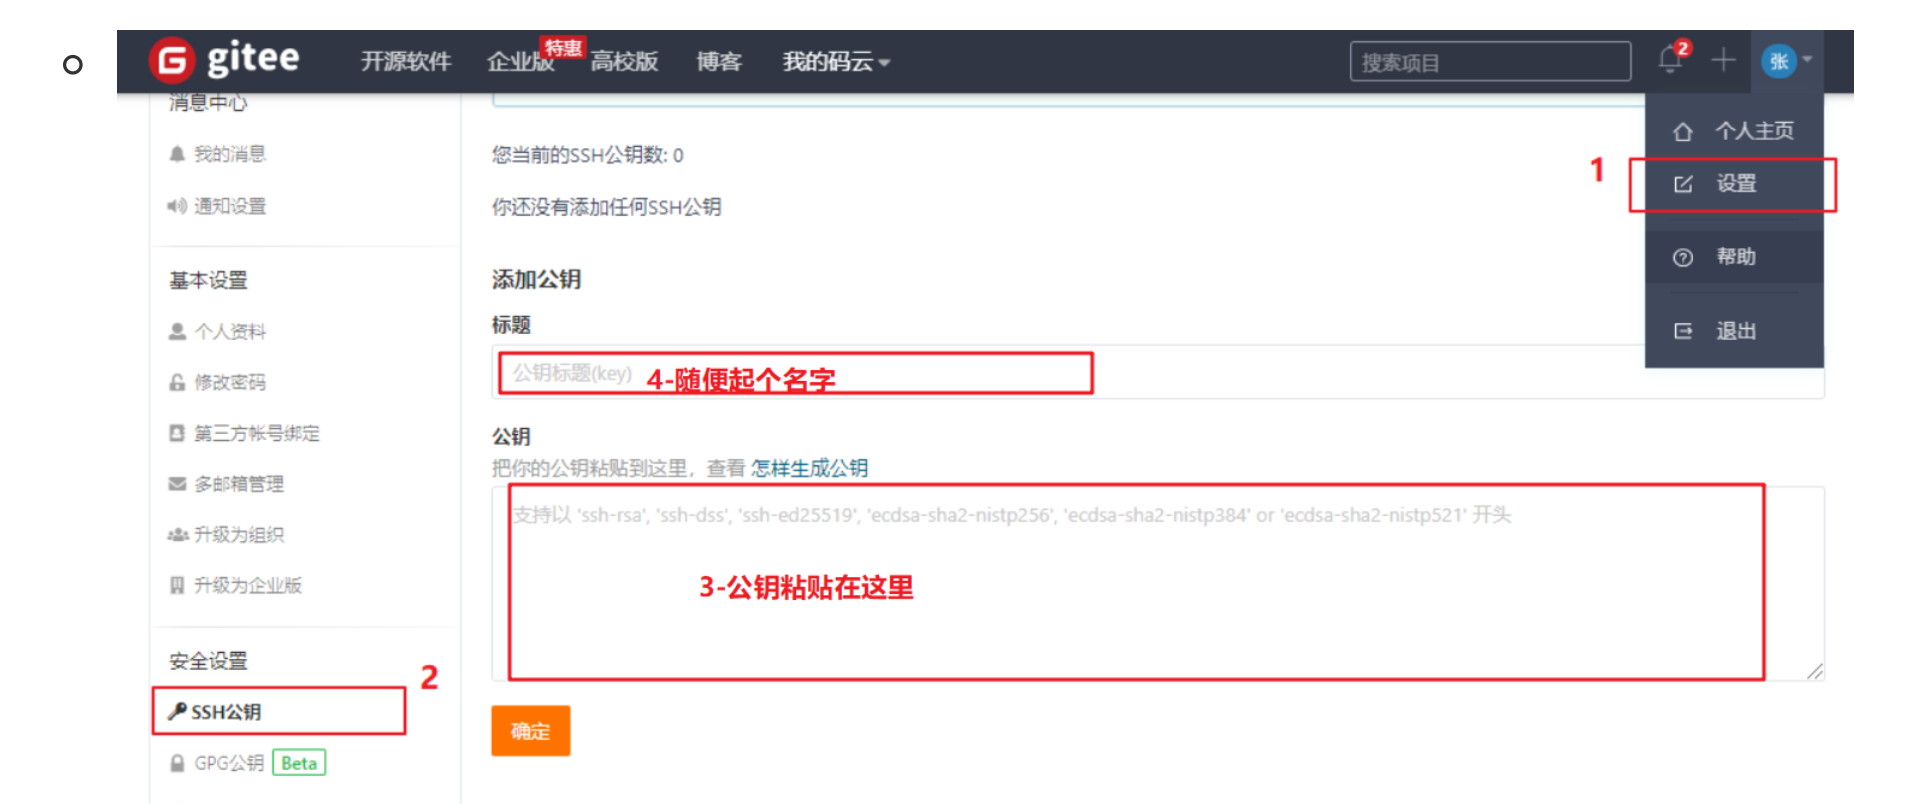 gitee 开源软件 企业版 特惠 高校版 博客 我的码云 搜索项目 2 张
消息中心
我的消息
通知设置
基本设置
个人资料
修改密码
第三方帐号绑定
多邮箱管理
升级为组织
升级为企业版
安全设置
2
SSH公钥
GPG公钥 Beta
您当前的SSH公钥数: 0
你还没有添加任何SSH公钥
添加公钥
标题
公钥标题(key) 4-随便起个名字
公钥
把你的公钥粘贴到这里，查看 怎样生成公钥
支持以 'ssh-rsa', 'ssh-dss', 'ssh-ed25519', 'ecdsa-sha2-nistp256', 'ecdsa-sha2-nistp384' or 'ecdsa-sha2-nistp521' 开头
3-公钥粘贴在这里
确定
个人主页
1 设置
帮助
退出